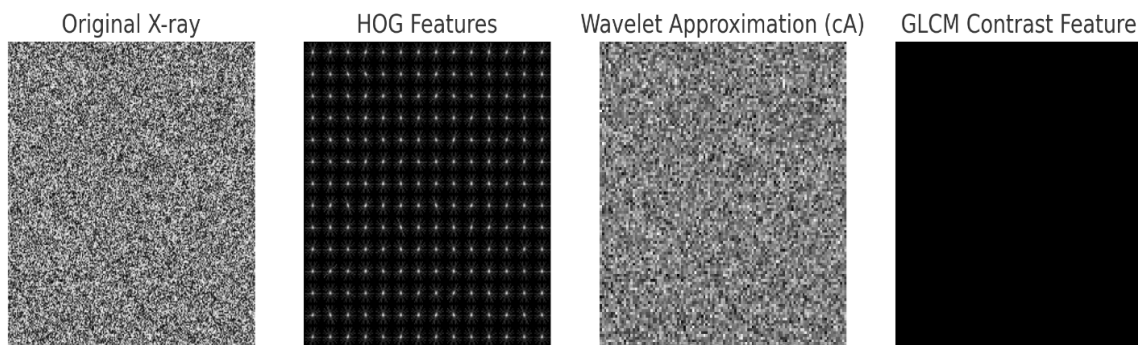 Original X-ray
HOG Features
Wavelet Approximation (cA)
GLCM Contrast Feature